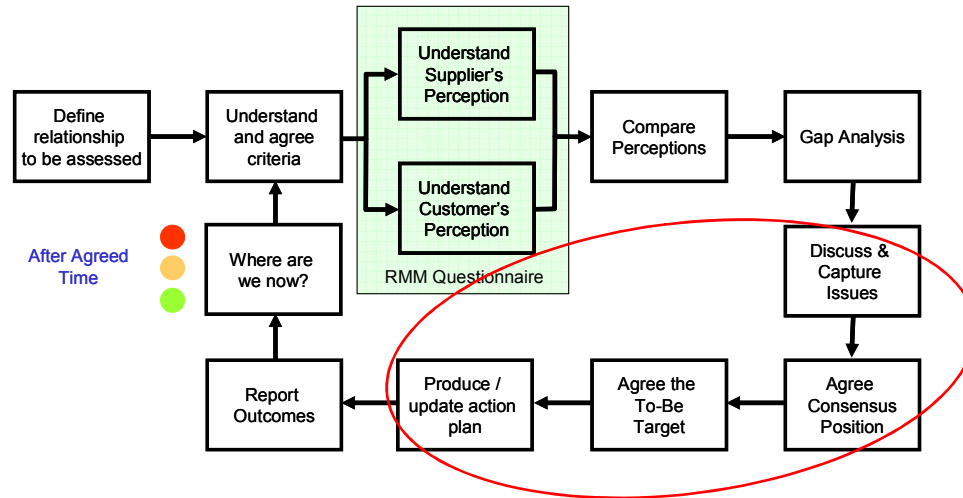 Define
relationship
to be assessed
Understand
and agree
criteria
Understand
Supplier's
Perception
Understand
Customer's
Perception
RMM Questionnaire
Compare
Perceptions
Gap Analysis
Discuss &
Capture
Issues
Agree
Consensus
Position
Agree the
To-Be
Target
Produce /
update action
plan
Report
Outcomes
Where are
we now?
After Agreed
Time